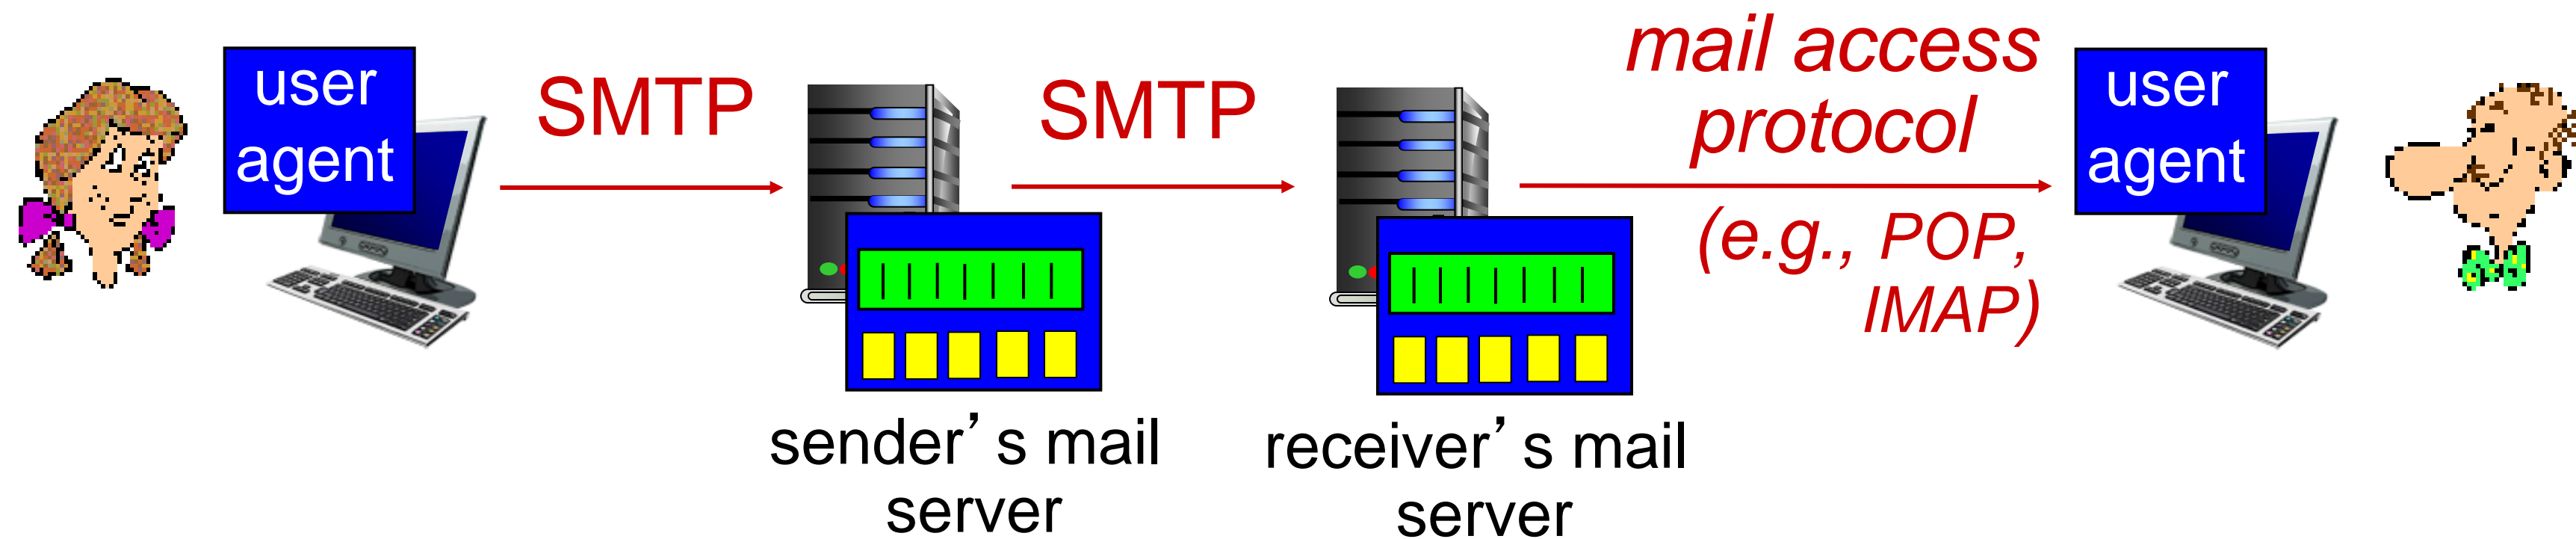 user
agent
SMTP
SMTP
mail access
protocol
(e.g., POP,
IMAP)
user
agent
sender’s mail
server
receiver’s mail
server